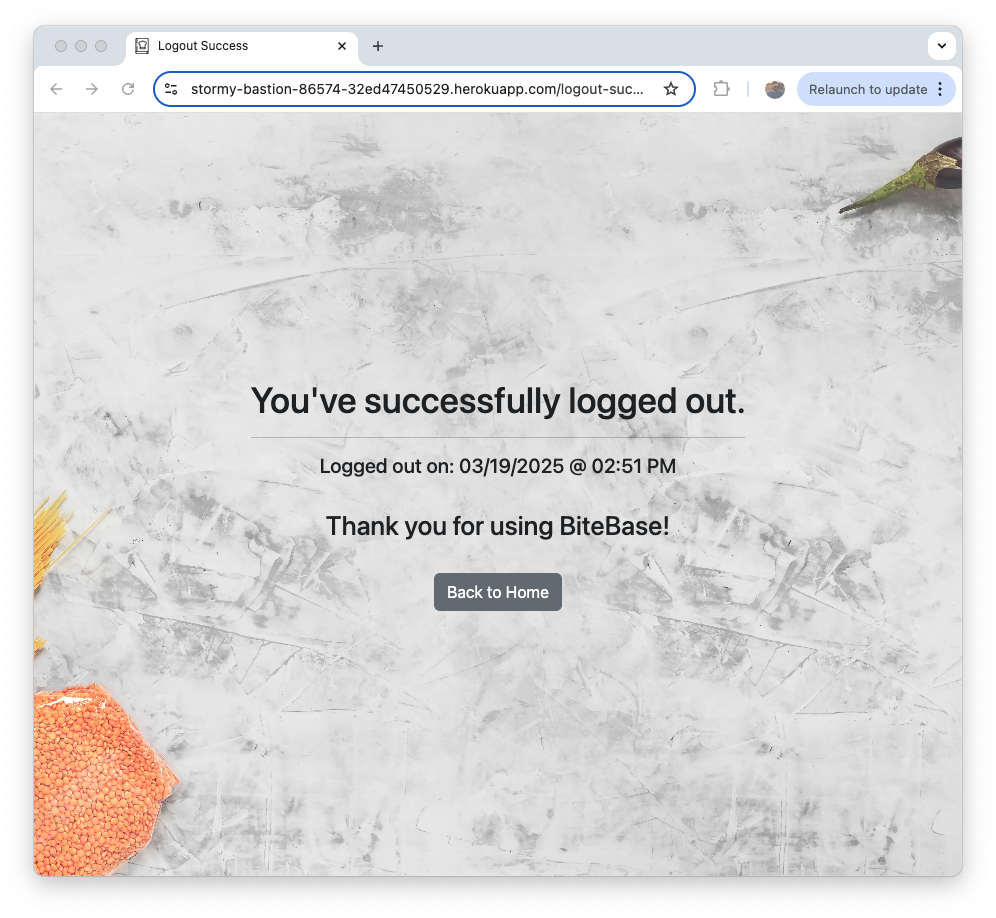 Logout Success
stormy-bastion-86574-32ed47450529.herokuapp.com/logout-suc...
Relaunch to update
You've successfully logged out.
Logged out on: 03/19/2025 @ 02:51 PM
Thank you for using BiteBase!
Back to Home